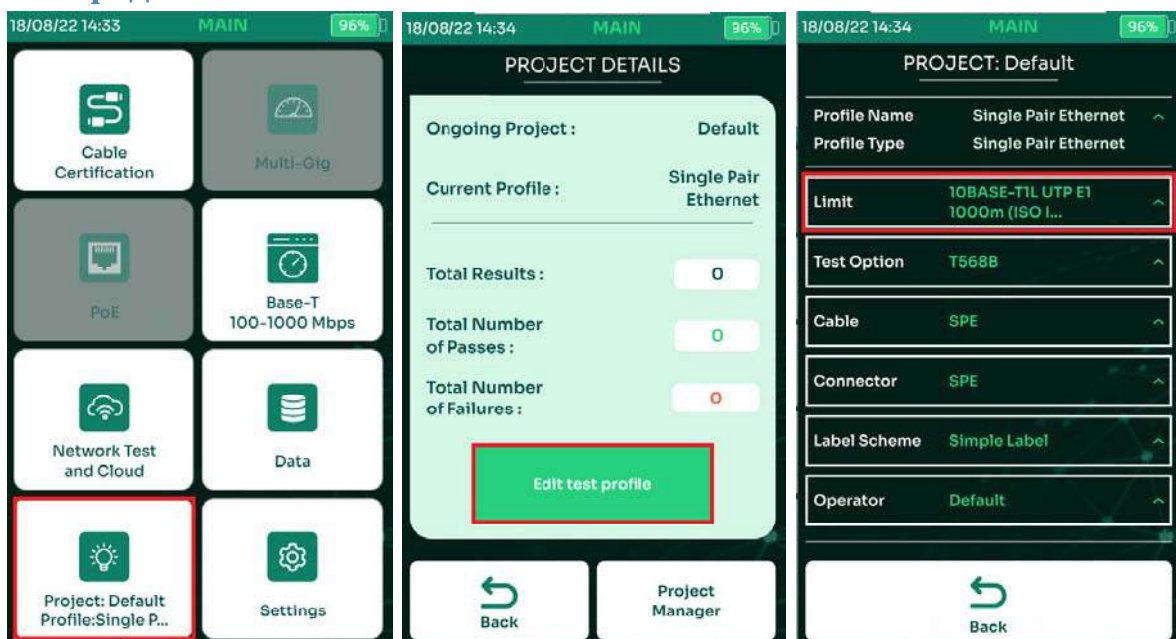 18/08/22 14:33 MAIN 96%
Cable
Certification
Multi-Gig
PoE
Base-T
100-1000 Mbps
Network Test
and Cloud
Data
Project: Default
Profile:Single P...
Settings
18/08/22 14:34 MAIN 96%
PROJECT DETAILS
Ongoing Project : Default
Current Profile : Single Pair
Ethernet
Total Results : 0
Total Number
of Passes : 0
Total Number
of Failures : 0
Edit test profile
Back
Project
Manager
18/08/22 14:34 MAIN 96%
PROJECT: Default
Profile Name Single Pair Ethernet
Profile Type Single Pair Ethernet
Limit 10BASE-T1L UTP E1
1000m (ISO I...
Test Option T568B
Cable SPE
Connector SPE
Label Scheme Simple Label
Operator Default
Back